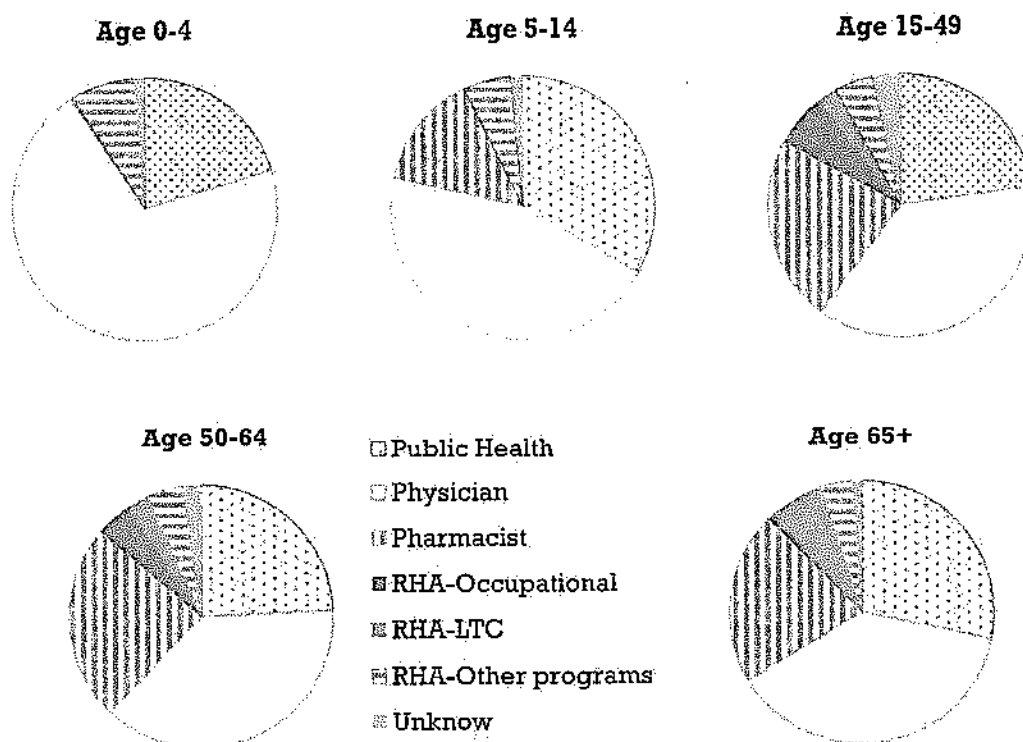 Age 0-4
Age 5-14
Age 15-49
Age 50-64
Public Health
Physician
Pharmacist
RHA-Occupational
RHA-LTC
RHA-Other programs
Unknow
Age 65+